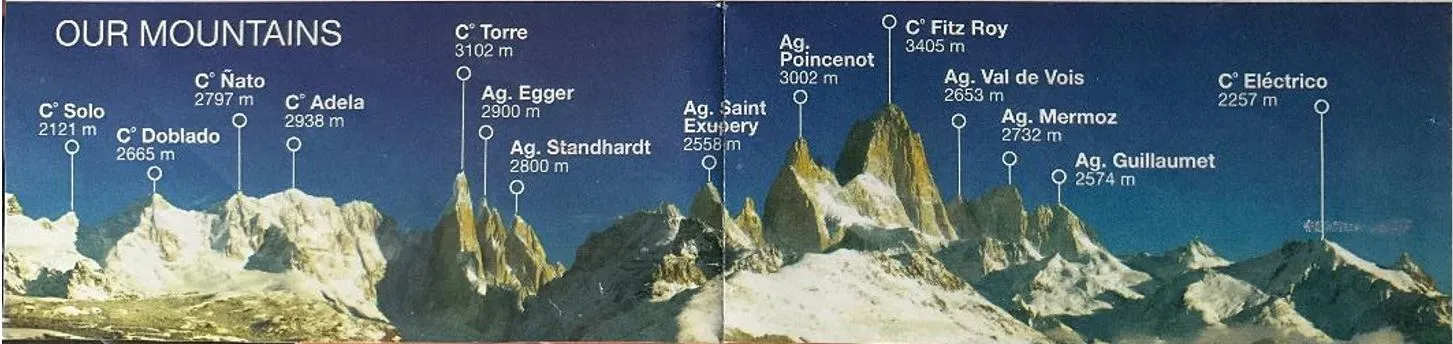 OUR MOUNTAINS
C° Solo
2121 m
C° Doblado
2665 m
C° Ñato
2797 m
C° Adela
2938 m
C° Torre
3102 m
Ag. Egger
2900 m
Ag. Standhardt
2800 m
Ag. Saint
Exupery
2558 m
Ag.
Poincenot
3002 m
C° Fitz Roy
3405 m
Ag. Val de Vois
2653 m
Ag. Mermoz
2732 m
Ag. Guillaumet
2574 m
C° Eléctrico
2257 m